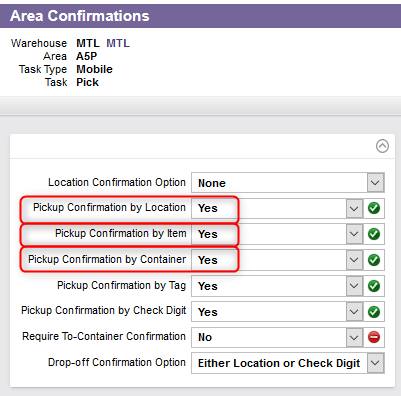 Area Confirmations
Warehouse MTL MTL
Area A5P
Task Type Mobile
Task Pick
Location Confirmation Option None
Pickup Confirmation by Location Yes
Pickup Confirmation by Item Yes
Pickup Confirmation by Container Yes
Pickup Confirmation by Tag Yes
Pickup Confirmation by Check Digit Yes
Require To-Container Confirmation No
Drop-off Confirmation Option Either Location or Check Digit